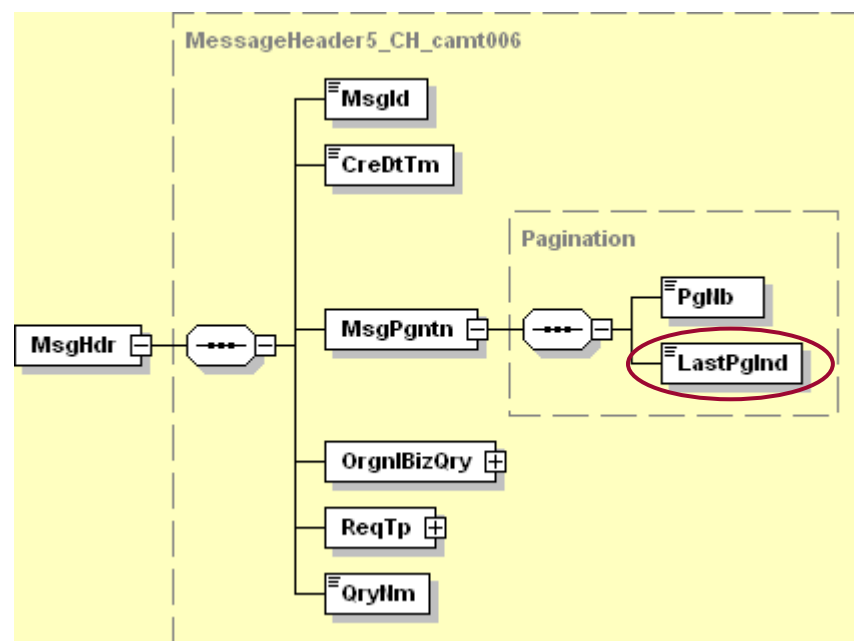 MessageHeader5_CH_camt006
MsgId
CreDtTm
Pagination
PgNb
MsgHdr
MsgPgntn
LastPgInd
OrgnlBizQry
ReqTp
QryNm